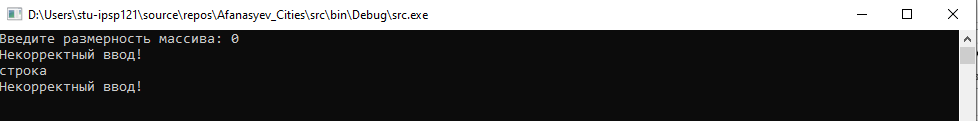 D:\Users\stu-ipsp121\source\repos\Afanasyev_Cities\src\bin\Debug\src.exe
Введите размерность массива: 0
Некорректный ввод!
строка
Некорректный ввод!